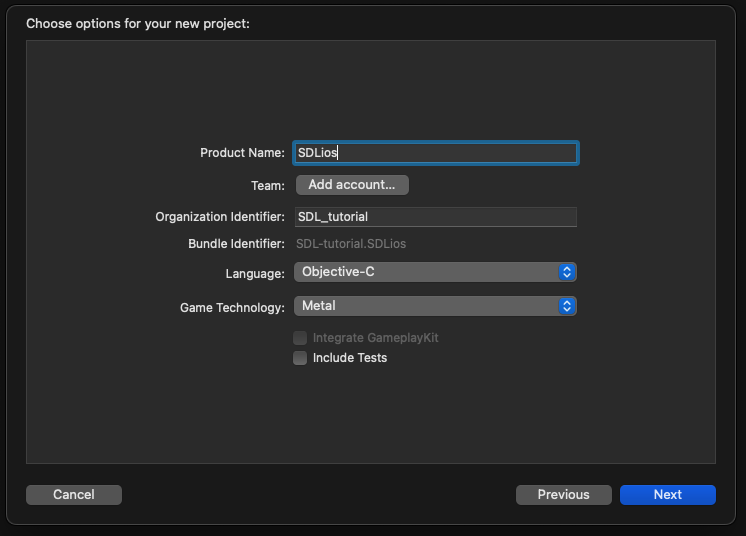 Choose options for your new project:
Product Name: SDLios
Team: Add account...
Organization Identifier: SDL_tutorial
Bundle Identifier: SDL-tutorial.SDLios
Language: Objective-C
Game Technology: Metal
Integrate GameplayKit
Include Tests
Cancel Previous Next